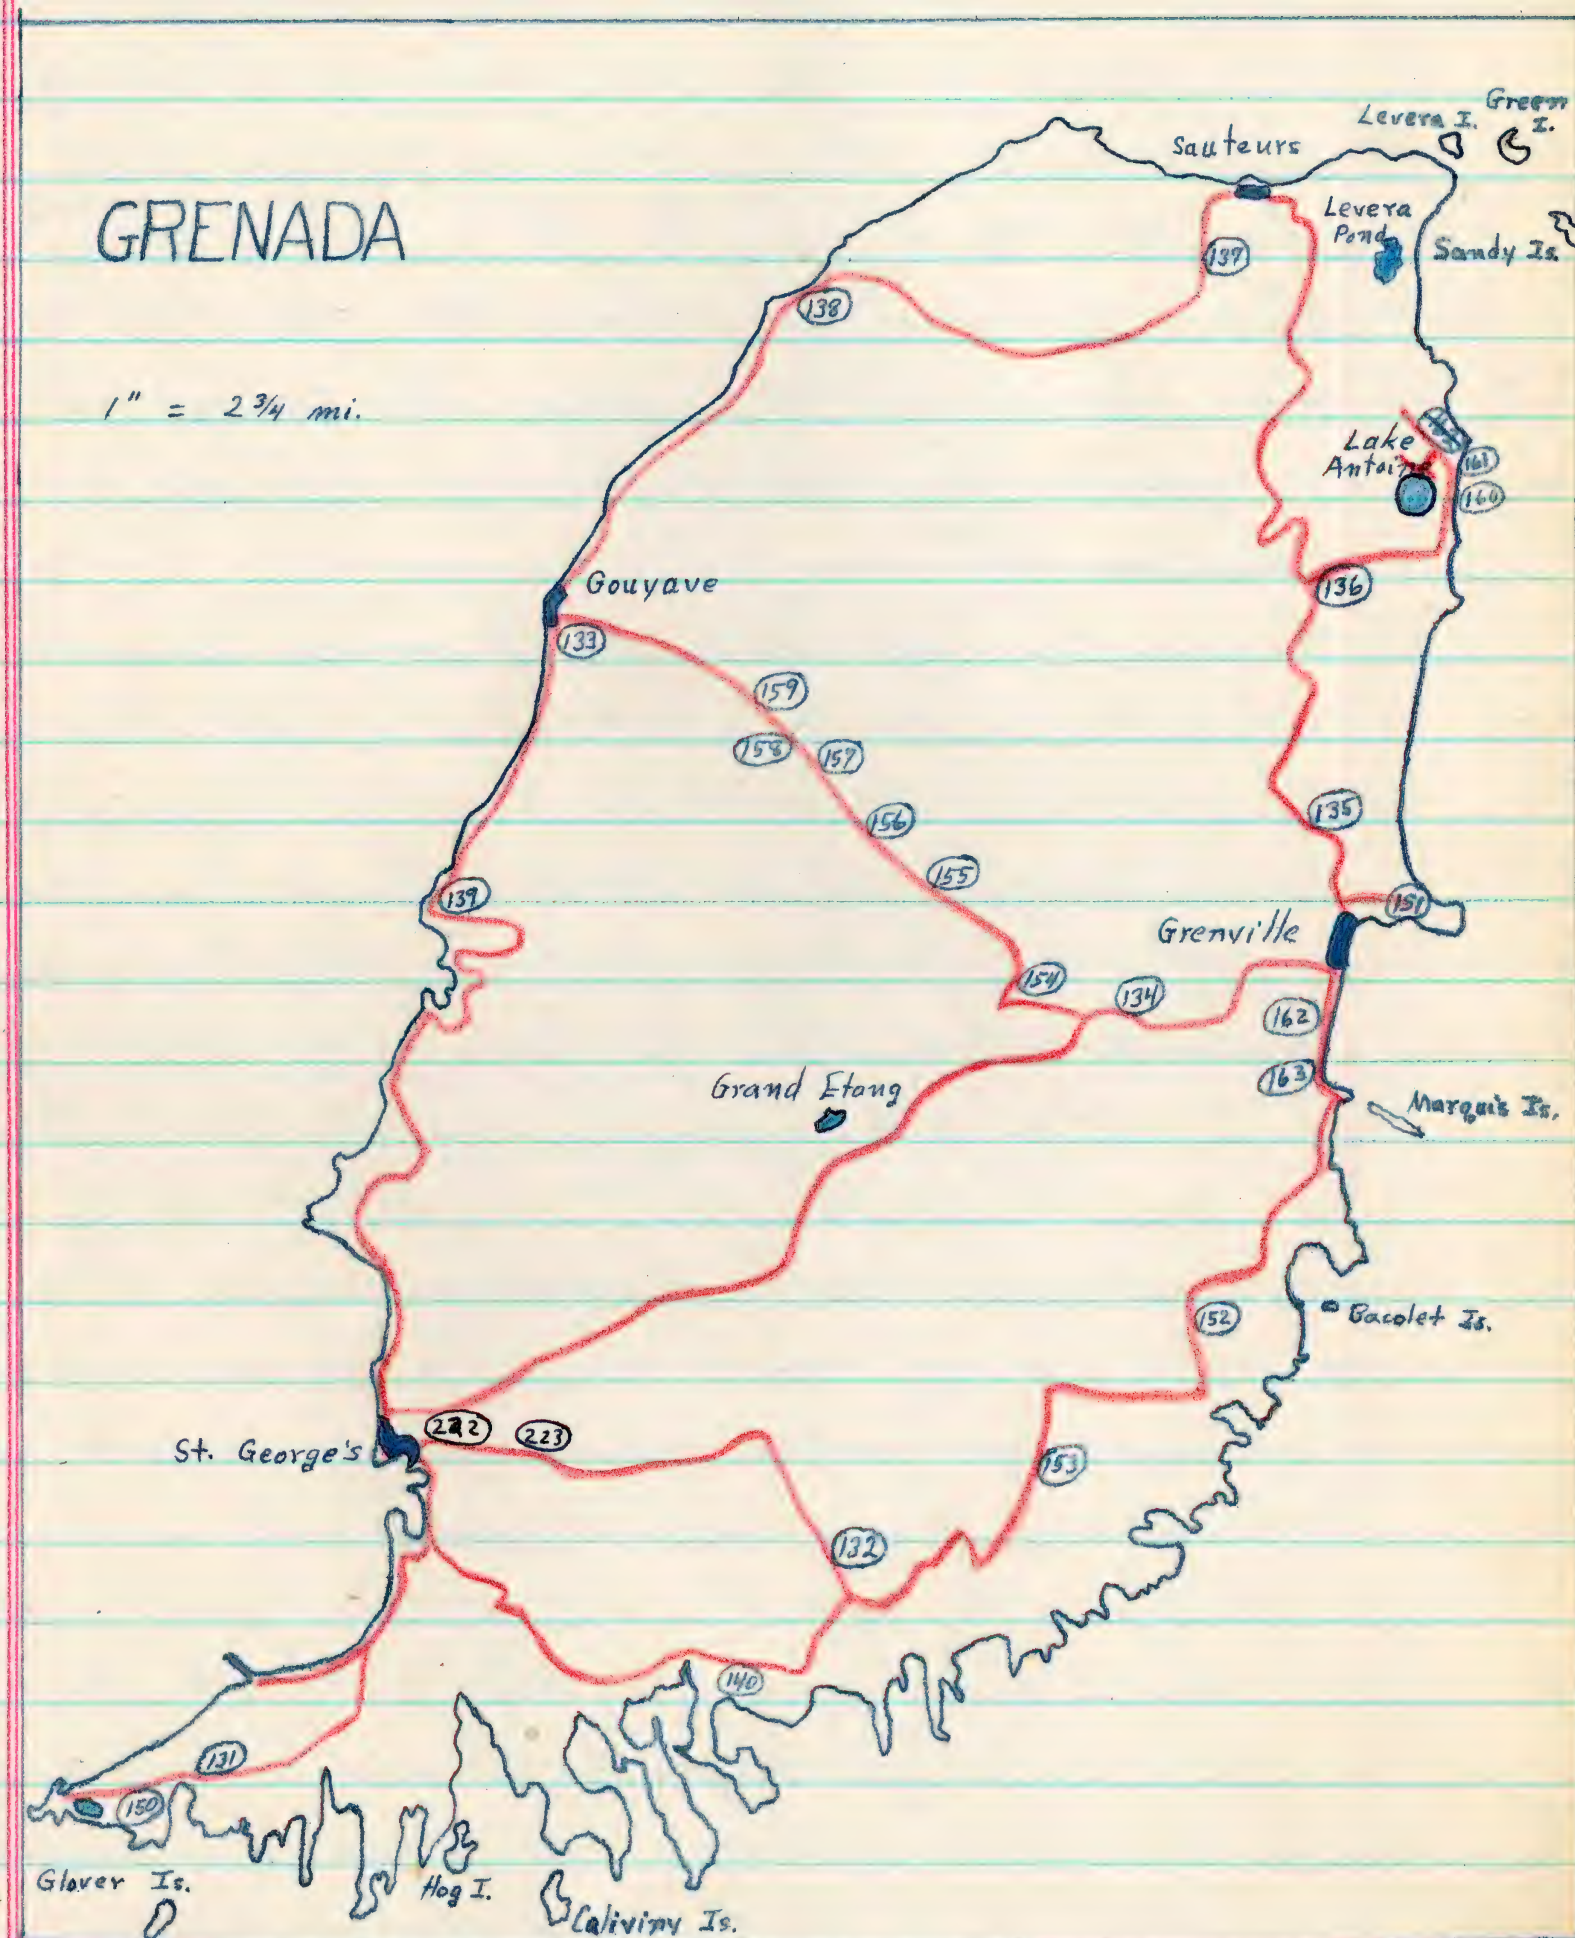 Green
Levera I.
I.
Sauteurs
GRENADA
Levera
Pond
Sandy Is.
137
138
1" = 2 3/4 mi.
Lake
Antoine
161
160
Gouyave
136
133
159
158
157
156
135
155
139
151
Grenville
154
134
162
163
Grand Etang
Marquis Is.
152
Bacolet Is.
222
223
St. George's
153
132
140
131
150
Glover Is.
Hog I.
Caliviny Is.